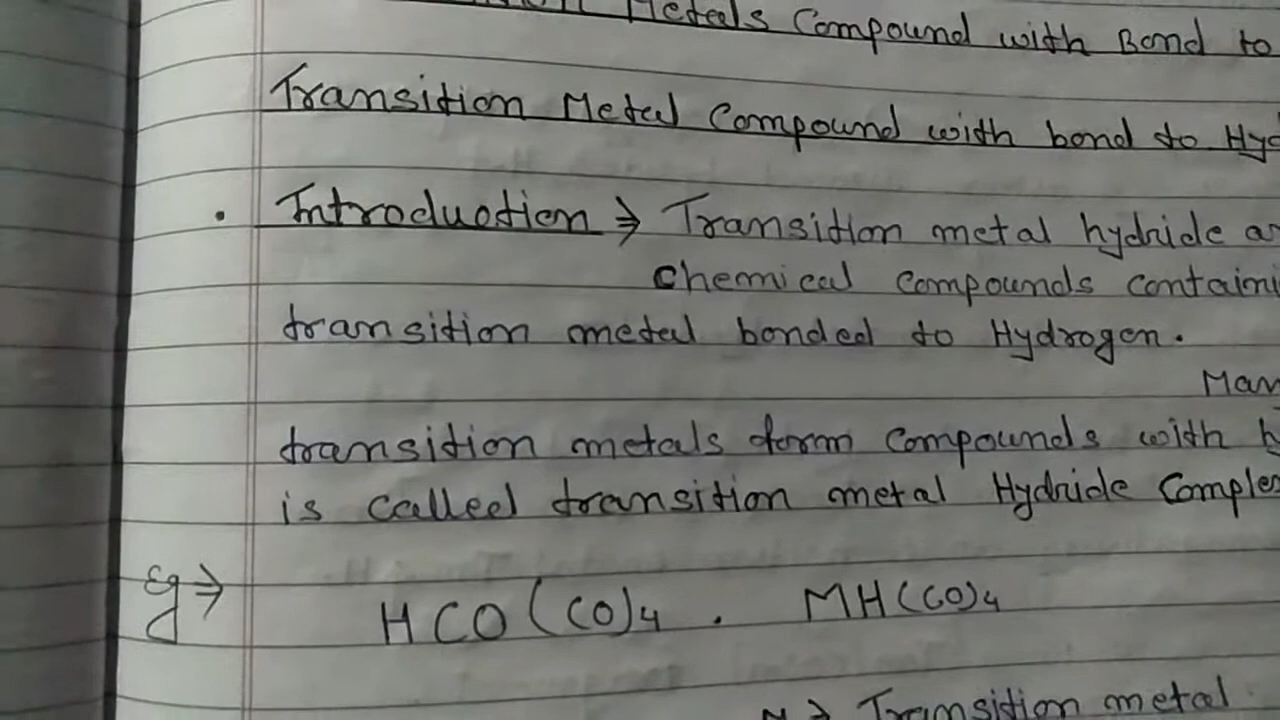 Metals Compound with Bond to
Transition Metal Compound with bond to
Introduction ⇒ Transition metal hydride
chemical compounds
transition metal bonded to Hydrogen.
transition metals form compounds with
is called transition metal Hydride
Eg ⇒
HCO(CO)4 . MH(CO)4
Transition metal